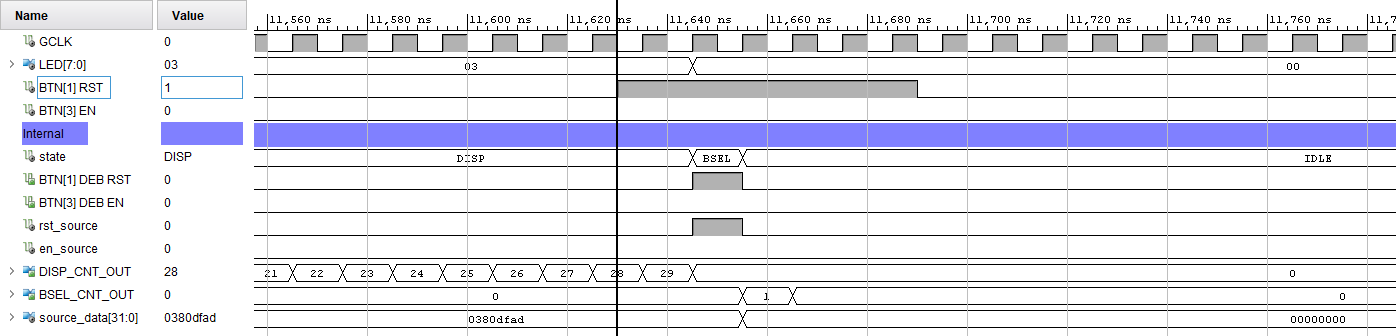 Name Value 11,560 ns 11,580 ns 11,600 ns 11,620 ns 11,640 ns 11,660 ns 11,680 ns 11,700 ns 11,720 ns 11,740 ns 11,760 ns 11,7
GCLK 0
LED[7:0] 03 03 00
BTN[1] RST 1
BTN[3] EN 0
Internal
state DISP DISP BSEL IDLE
BTN[1] DEB RST 0
BTN[3] DEB EN 0
rst_source 0
en_source 0
DISP_CNT_OUT 28 21 22 23 24 25 26 27 28 29 0
BSEL_CNT_OUT 0 0 1 0
source_data[31:0] 0380dfad 0380dfad 00000000